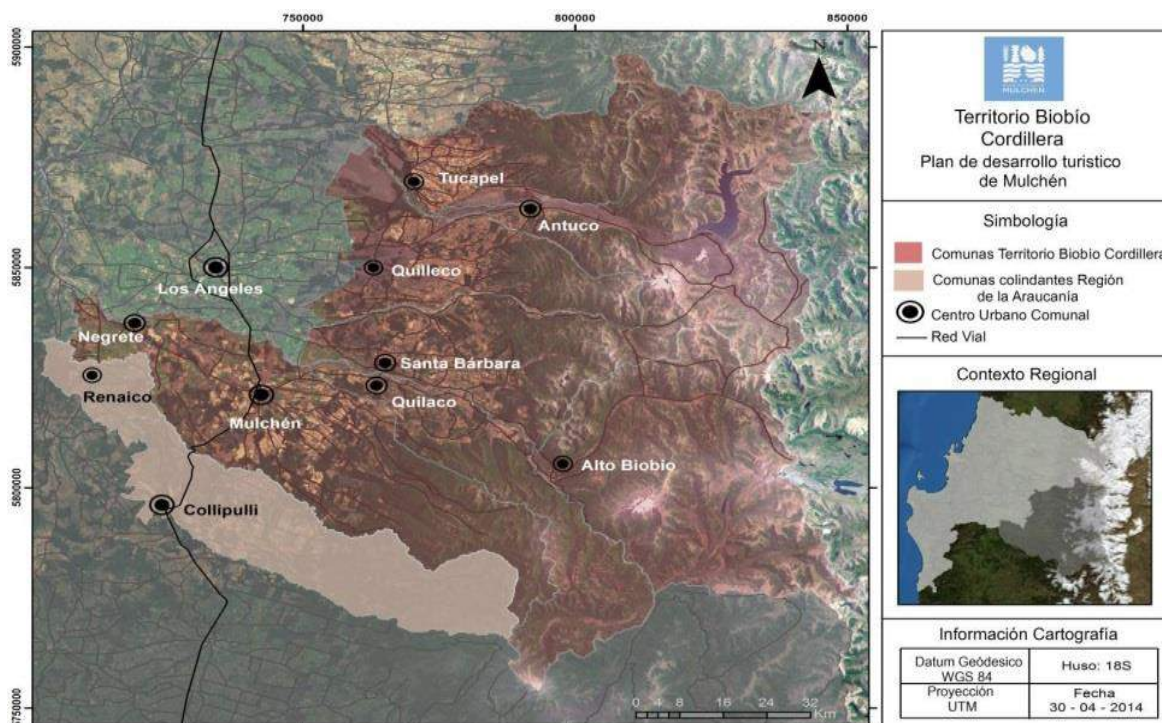 750000
800000
850000
5900000
5850000
5800000
5750000
N
Tucapel
Antuco
Quilleco
Los Angeles
Negrete
Santa Bárbara
Renaico
Quilaco
Mulchén
Alto Biobio
Collipulli
0 2 4 8 16 24 32
Km
MULCHÉN
Territorio Biobío
Cordillera
Plan de desarrollo turistico
de Mulchén
Simbología
Comunas Territorio Biobío Cordillera
Comunas colindantes Región
de la Araucanía
Centro Urbano Comunal
Red Vial
Contexto Regional
Información Cartografía
Datum Geódesico
WGS 84
Huso: 18S
Proyección
UTM
Fecha
30 - 04 - 2014